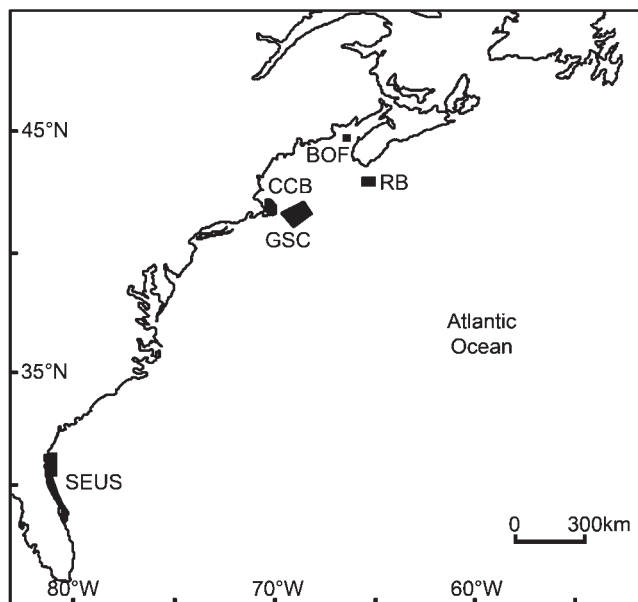 45°N
BOF
RB
CCB
GSC
Atlantic
Ocean
35°N
SEUS
0 300km
80°W 70°W 60°W